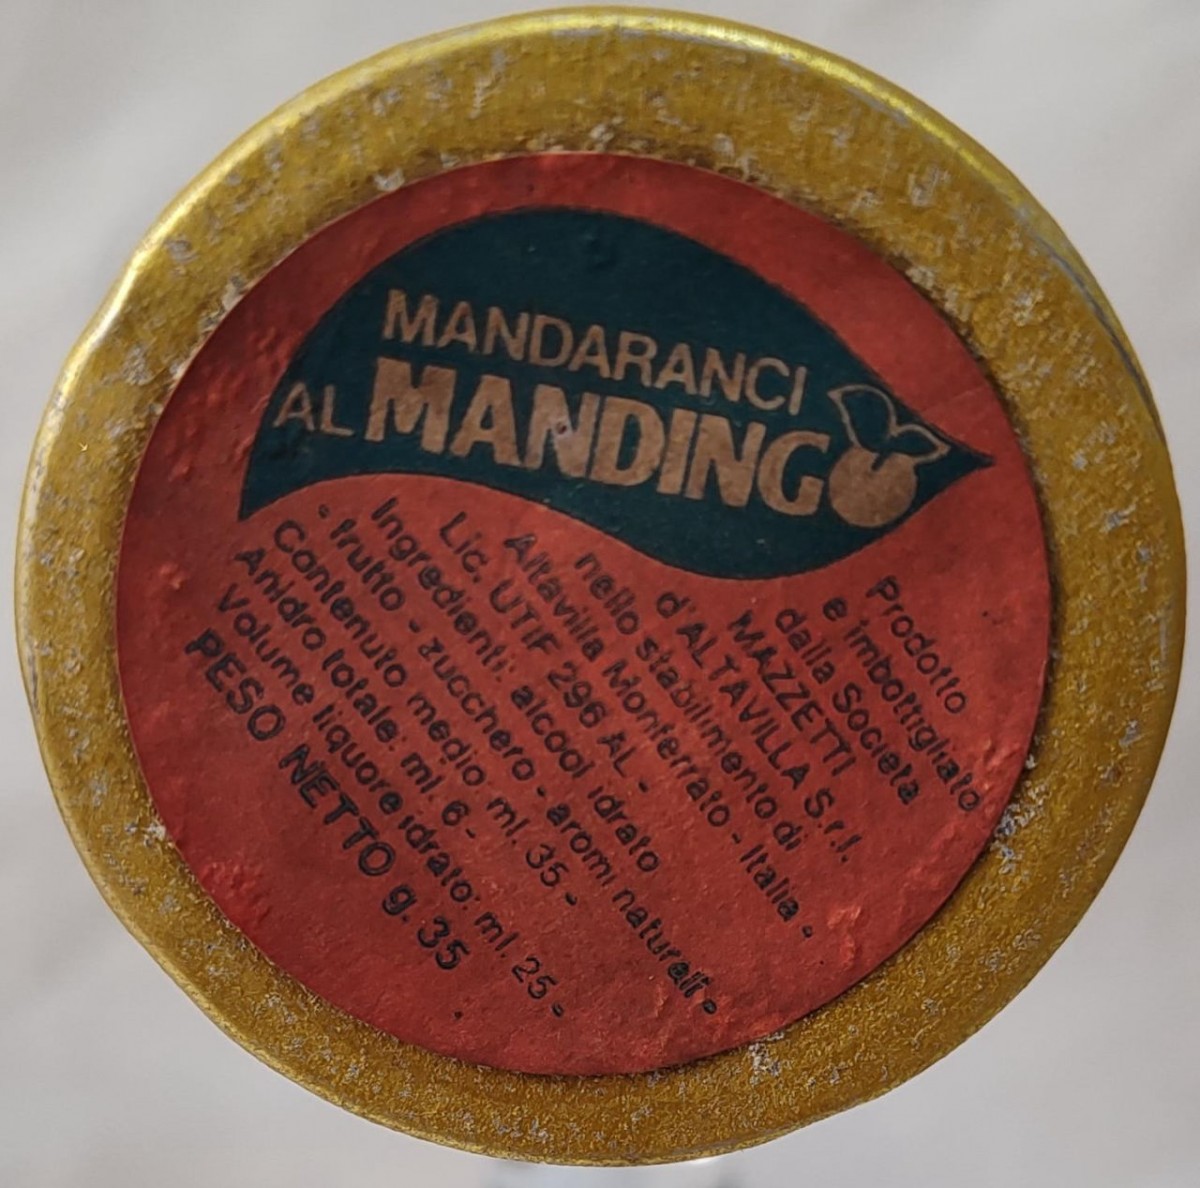 MANDARANCI
AL MANDINGO
Prodotto
e imbottigliato
dalla Società
MAZZETTI
d'ALTAVILLA S.r.l.
nello stabilimento di
Altavilla Monferrato - Italia -
Lic. UTIF 296 AL -
Ingredienti: alcool idrato
- frutto - zucchero - aromi naturali -
Contenuto medio ml. 35 -
Anidro totale: ml. 6 -
Volume liquore idrato: ml. 25 -
PESO NETTO g. 35